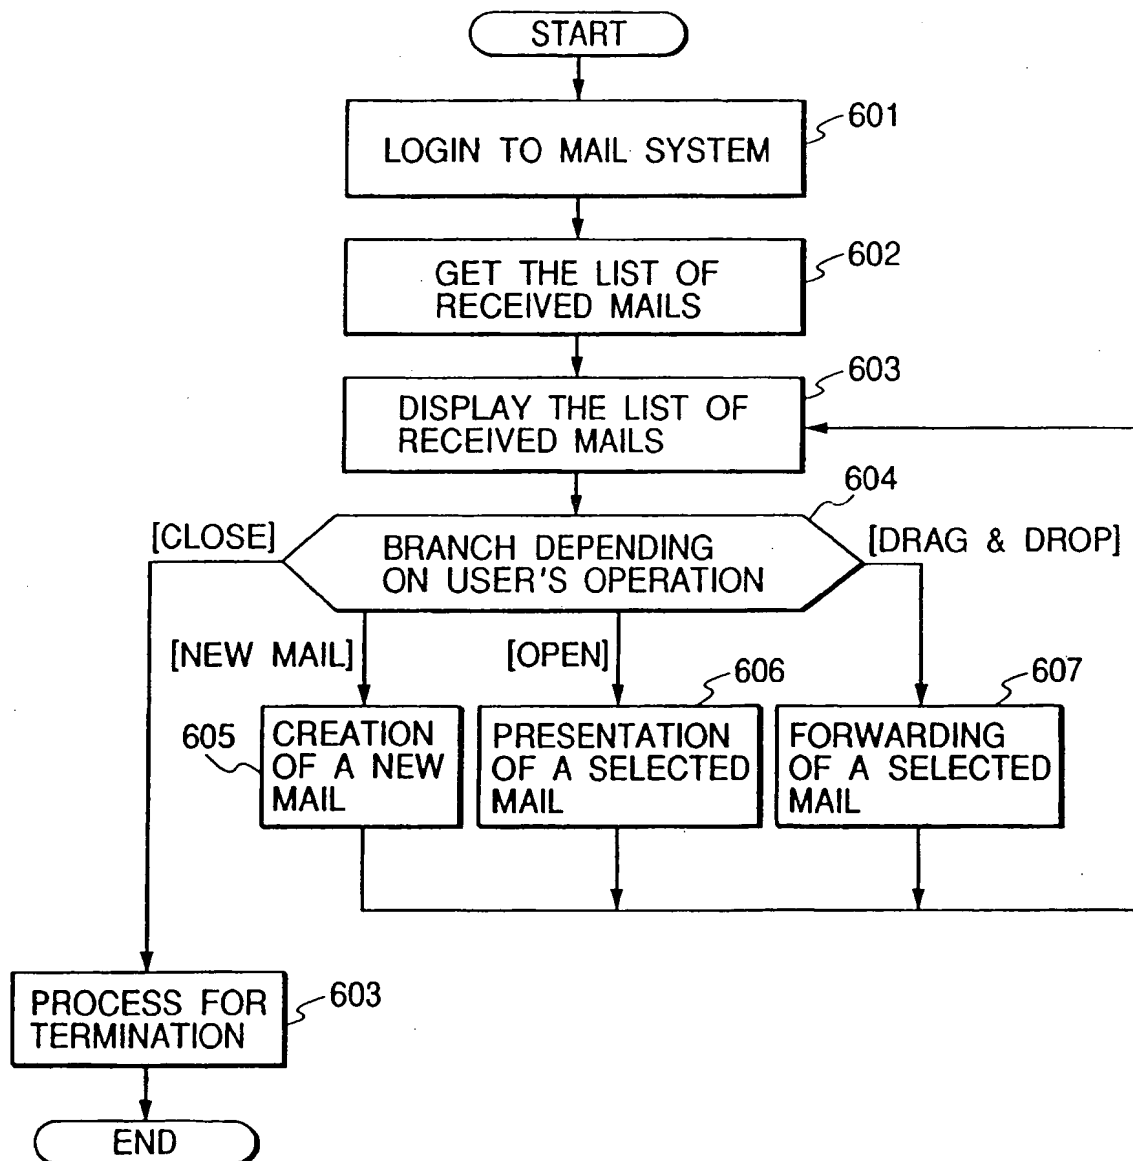 START
601
LOGIN TO MAIL SYSTEM
602
GET THE LIST OF
RECEIVED MAILS
603
DISPLAY THE LIST OF
RECEIVED MAILS
604
[CLOSE]
BRANCH DEPENDING
ON USER'S OPERATION
[DRAG & DROP]
[NEW MAIL]
[OPEN]
606
607
605
CREATION
OF A NEW
MAIL
PRESENTATION
OF A SELECTED
MAIL
FORWARDING
OF A SELECTED
MAIL
PROCESS FOR
TERMINATION
603
END